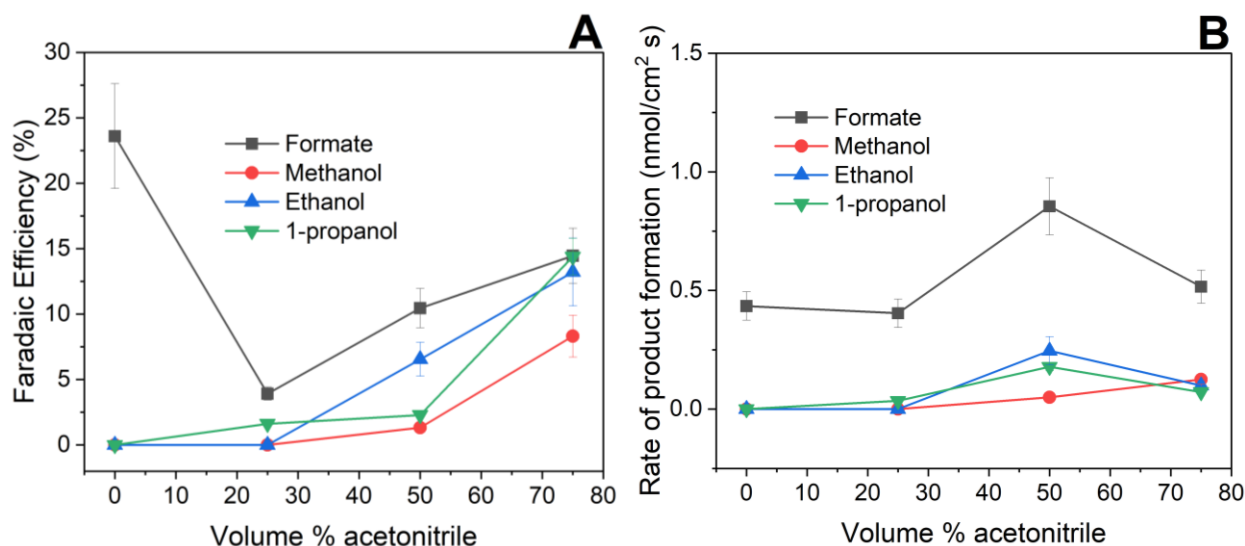 A
Faradaic Efficiency (%)
30
25
20
15
10
5
0
Formate
Methanol
Ethanol
1-propanol
0 10 20 30 40 50 60 70 80
Volume % acetonitrile
B
Rate of product formation (nmol/cm² s)
1.5
1.0
0.5
0.0
Formate
Methanol
Ethanol
1-propanol
0 10 20 30 40 50 60 70 80
Volume % acetonitrile